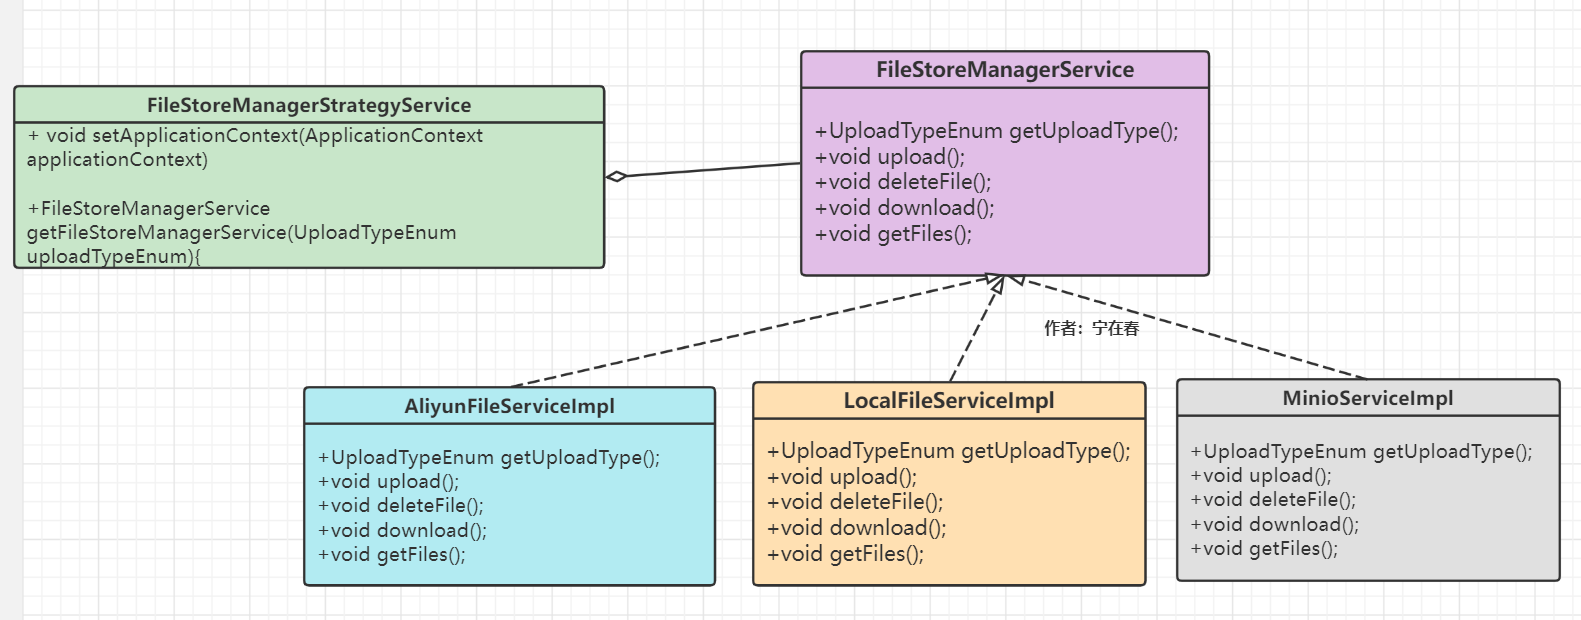 FileStoreManagerStrategyService
+ void setApplicationContext(ApplicationContext
applicationContext)
+FileStoreManagerService
getFileStoreManagerService(UploadTypeEnum
uploadTypeEnum){
FileStoreManagerService
+UploadTypeEnum getUploadType();
+void upload();
+void deleteFile();
+void download();
+void getFiles();
作者：宁在春
AliyunFileServiceImpl
+UploadTypeEnum getUploadType();
+void upload();
+void deleteFile();
+void download();
+void getFiles();
LocalFileServiceImpl
+UploadTypeEnum getUploadType();
+void upload();
+void deleteFile();
+void download();
+void getFiles();
MinioServiceImpl
+UploadTypeEnum getUploadType();
+void upload();
+void deleteFile();
+void download();
+void getFiles();